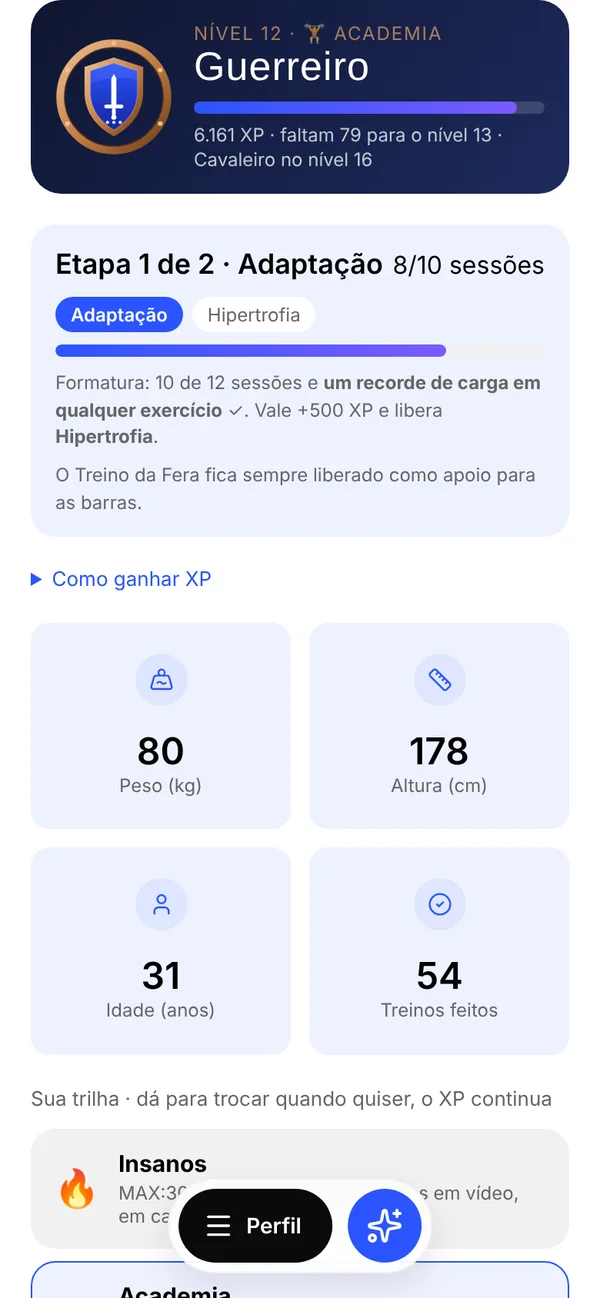 NÍVEL 12 · 🏋️ ACADEMIA
Guerreiro
6.161 XP · faltam 79 para o nível 13 ·
Cavaleiro no nível 16
Etapa 1 de 2 · Adaptação 8/10 sessões
Adaptação Hipertrofia
Formatura: 10 de 12 sessões e um recorde de carga em
qualquer exercício ✓. Vale +500 XP e libera
Hipertrofia.
O Treino da Fera fica sempre liberado como apoio para
as barras.
Como ganhar XP
80
Peso (kg)
178
Altura (cm)
31
Idade (anos)
54
Treinos feitos
Sua trilha · dá para trocar quando quiser, o XP continua
Insanos
em vídeo,
em
Perfil
Academia